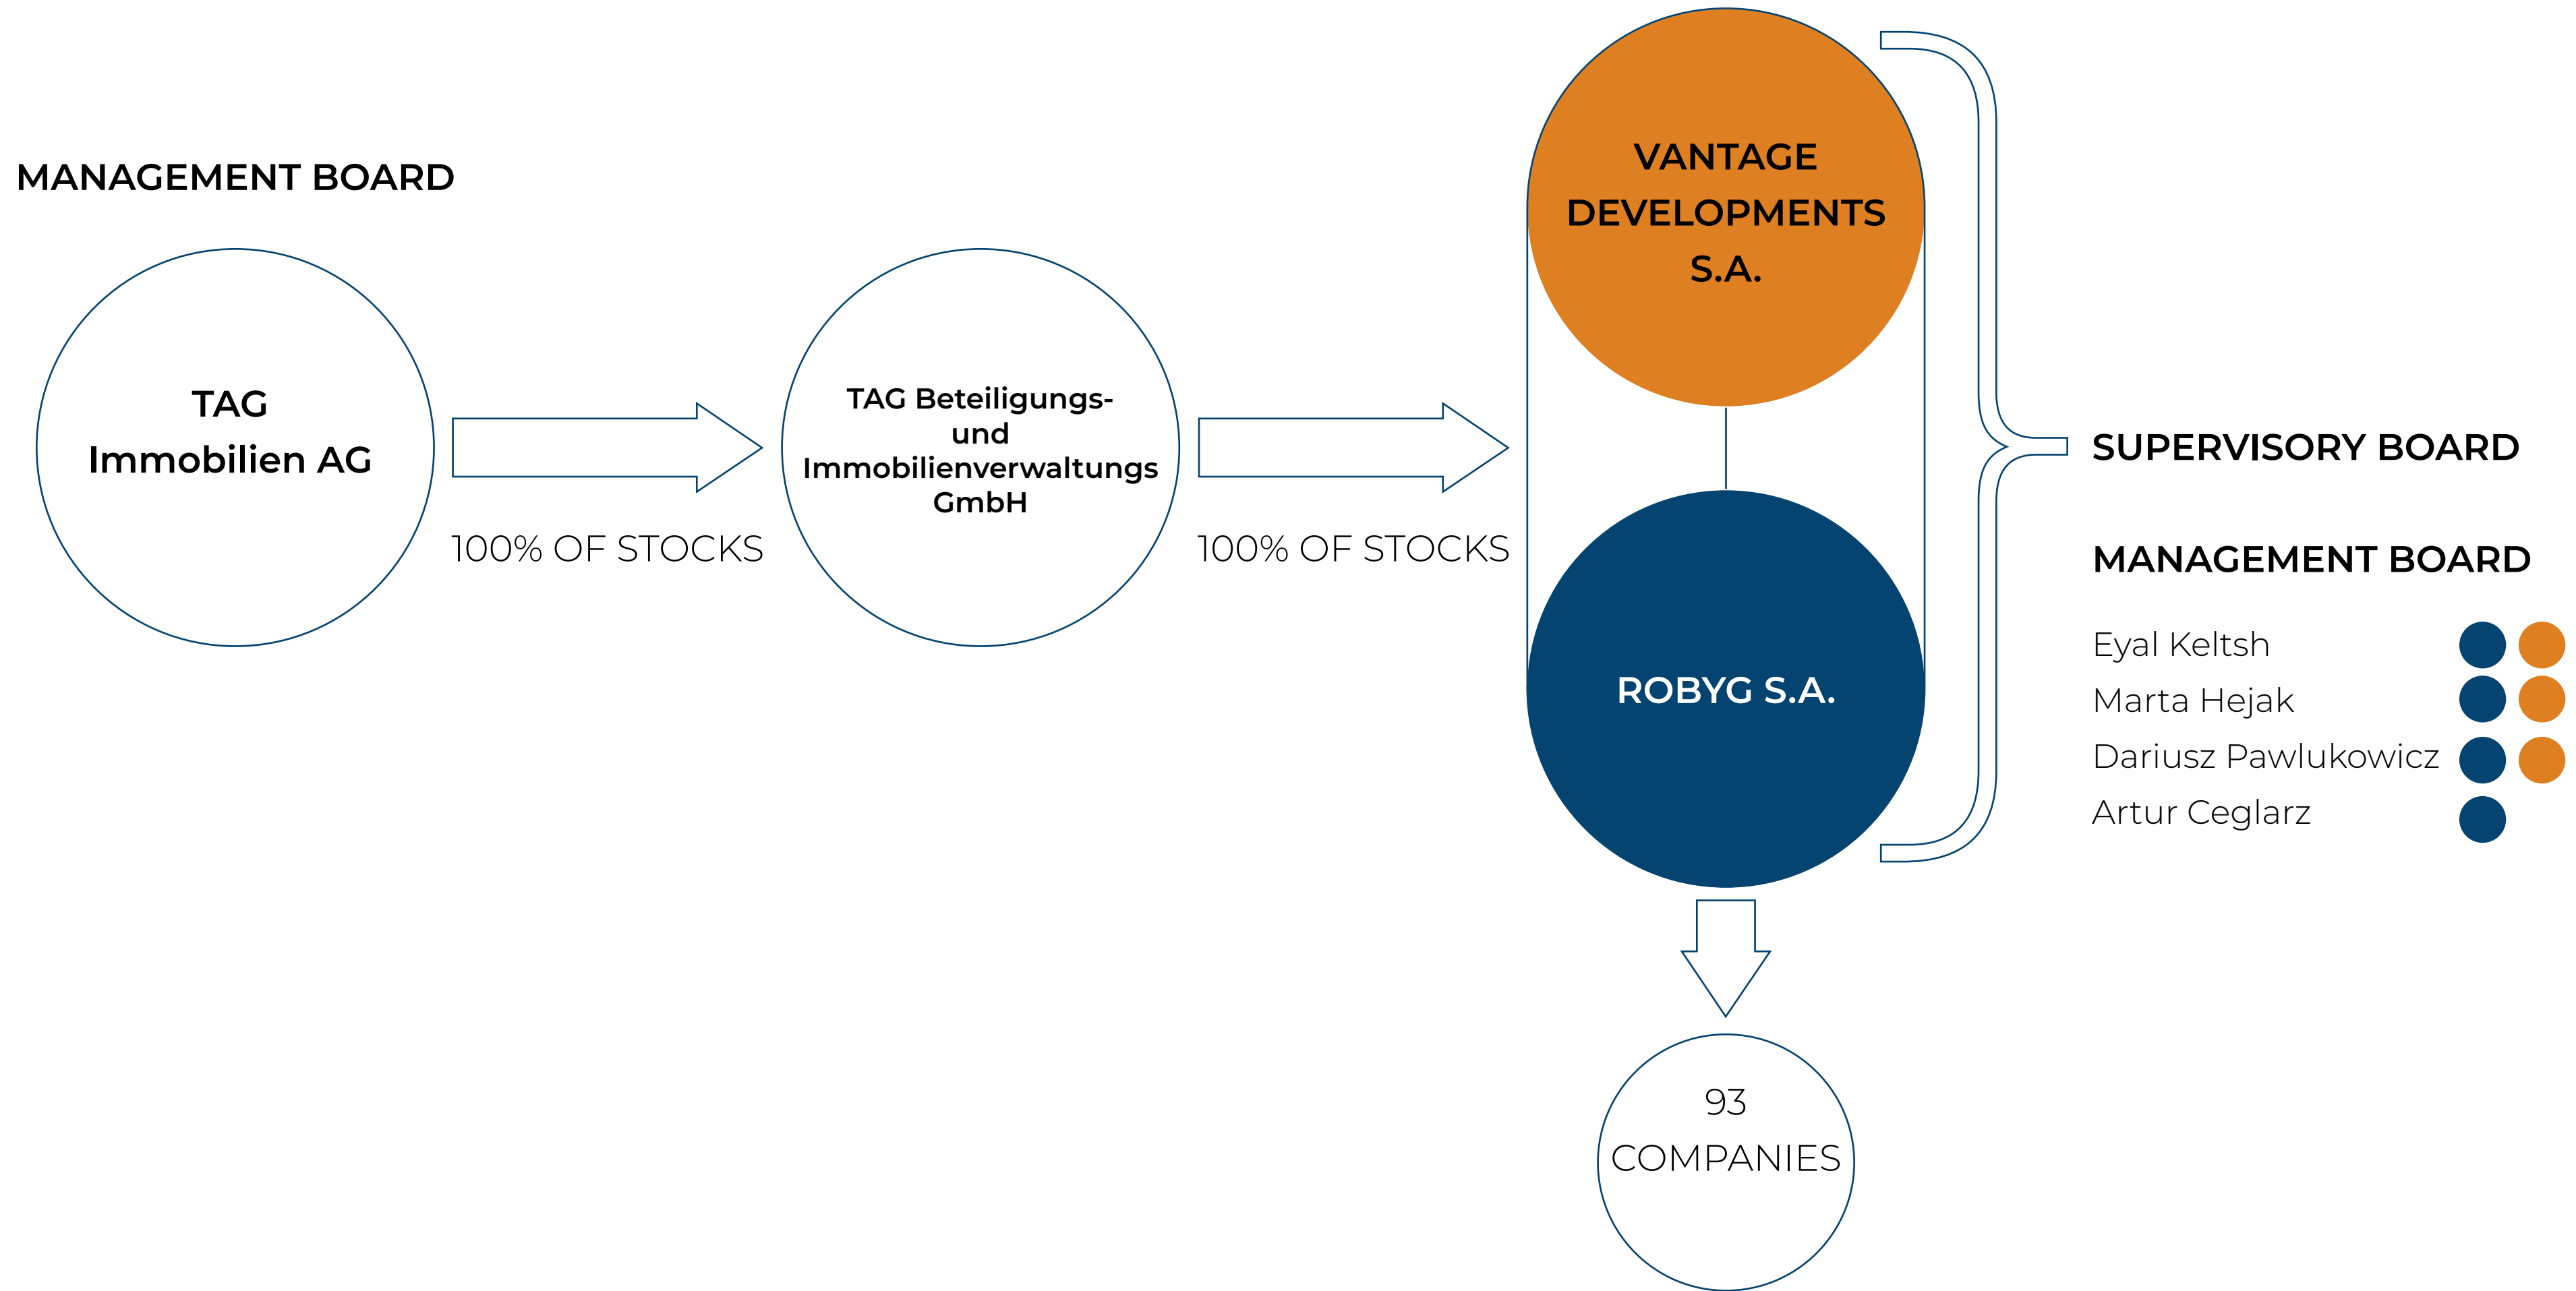 MANAGEMENT BOARD
TAG
Immobilien AG
100% OF STOCKS
TAG Beteiligungs-
und
Immobilienverwaltungs
GmbH
100% OF STOCKS
VANTAGE
DEVELOPMENTS
S.A.
ROBYG S.A.
93
COMPANIES
SUPERVISORY BOARD
MANAGEMENT BOARD
Eyal Keltsh
Marta Hejak
Dariusz Pawlukowicz
Artur Ceglarz